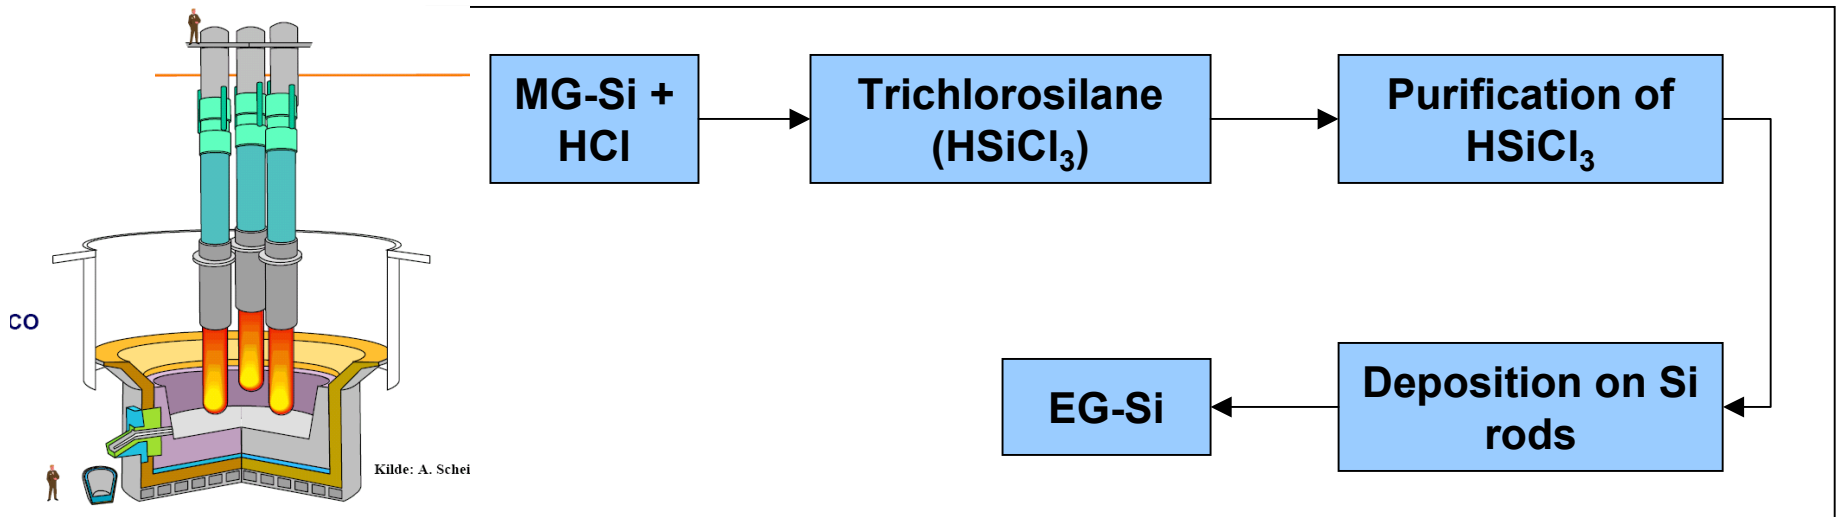 MG-Si +
HCl
Trichlorosilane
(HSiCl₃)
Purification of
HSiCl₃
CO
EG-Si
Deposition on Si
rods
Kilde: A. Schei